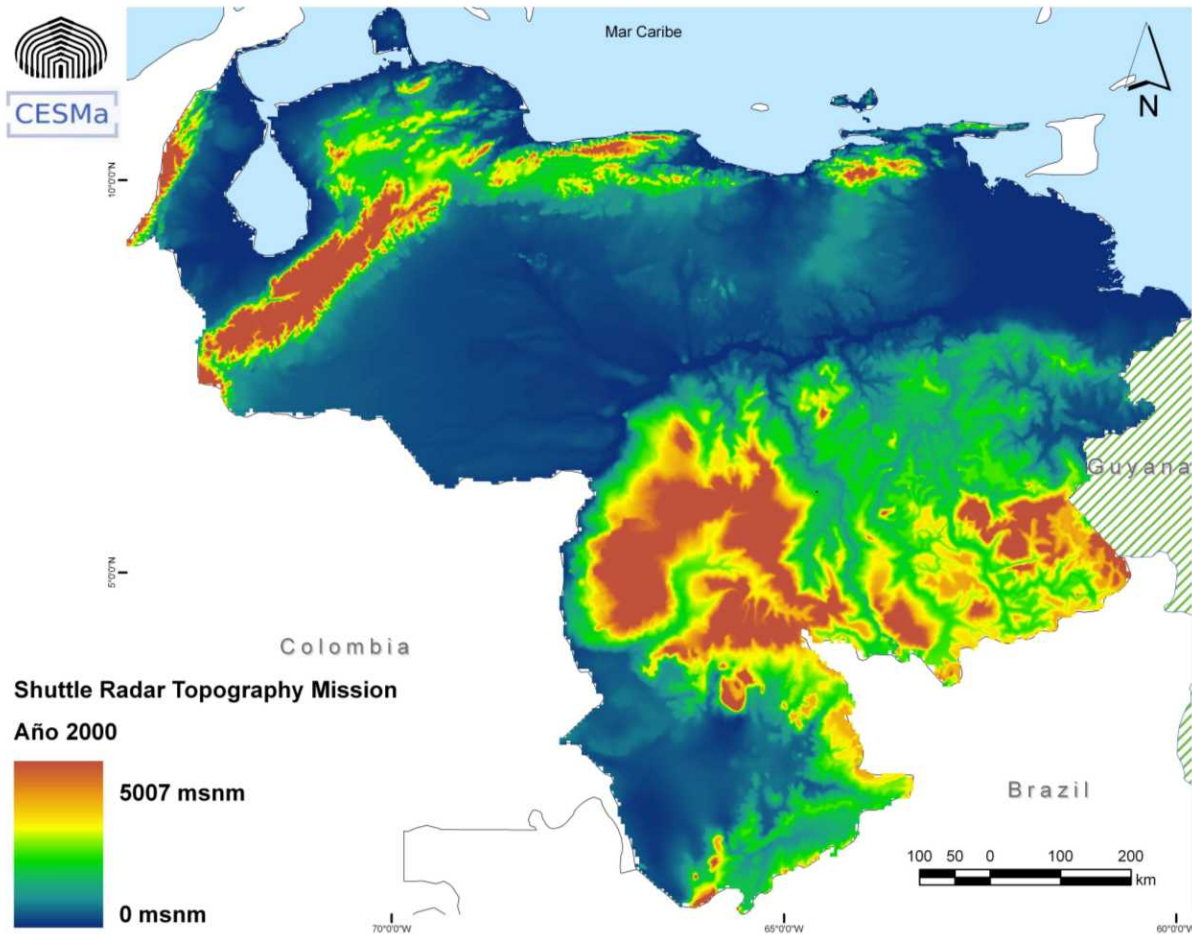 Mar Caribe
CESMa
N
10°0'0"N
Guyana
5°0'0"N
Colombia
Shuttle Radar Topography Mission
Año 2000
5007 msnm
Brazil
100 50 0 100 200
km
0 msnm
70°0'0"W
65°0'0"W
60°0'0"W